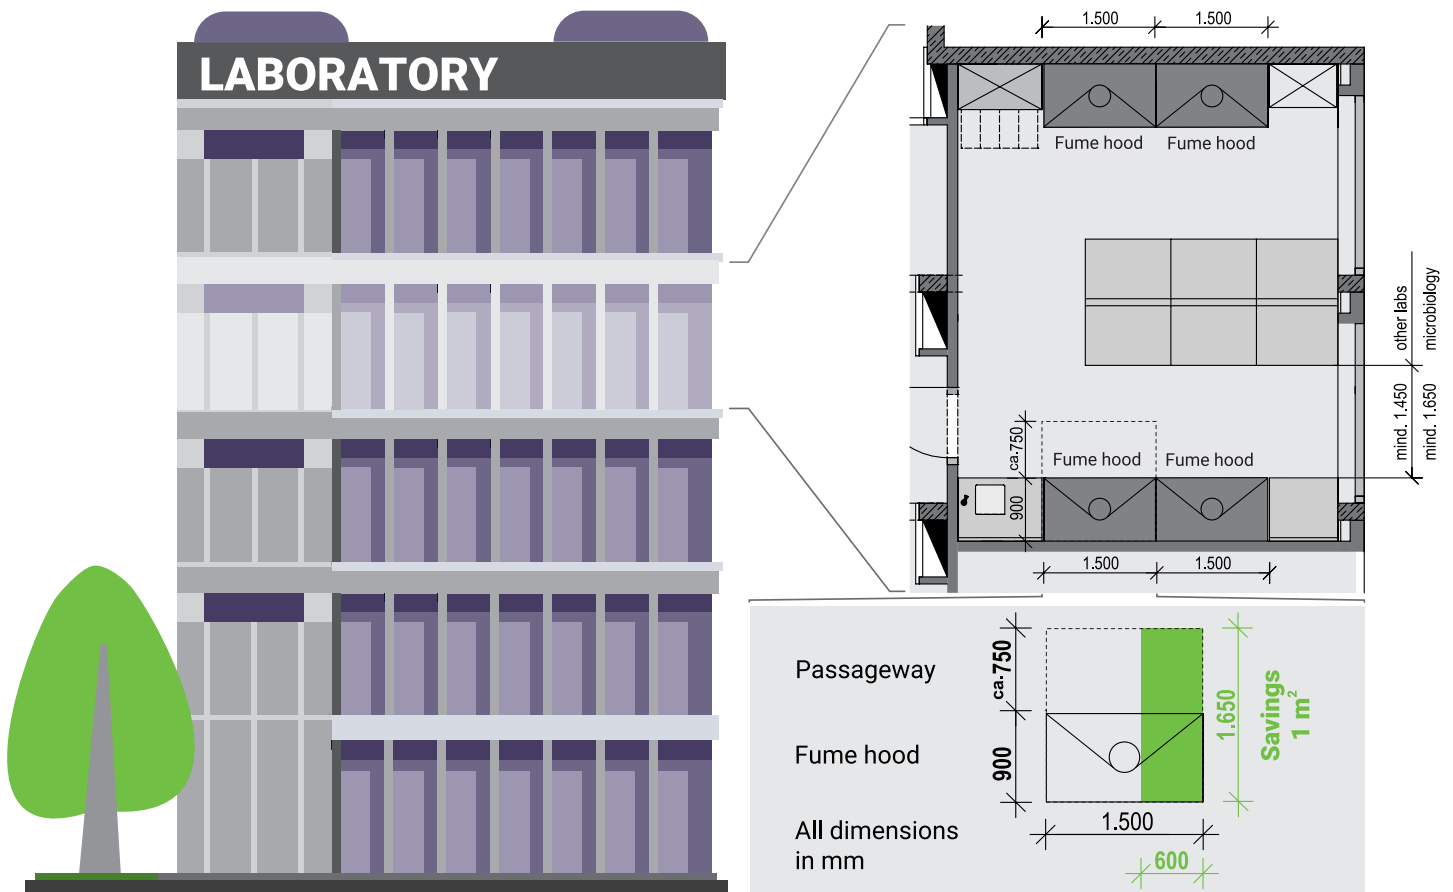 LABORATORY
1.500
1.500
Fume hood
Fume hood
other labs
microbiology
mind. 1.450
mind. 1.650
ca.750
900
Fume hood
Fume hood
1.500
1.500
Passageway
ca.750
Fume hood
900
All dimensions
in mm
1.500
600
1.650
Savings
1 m²